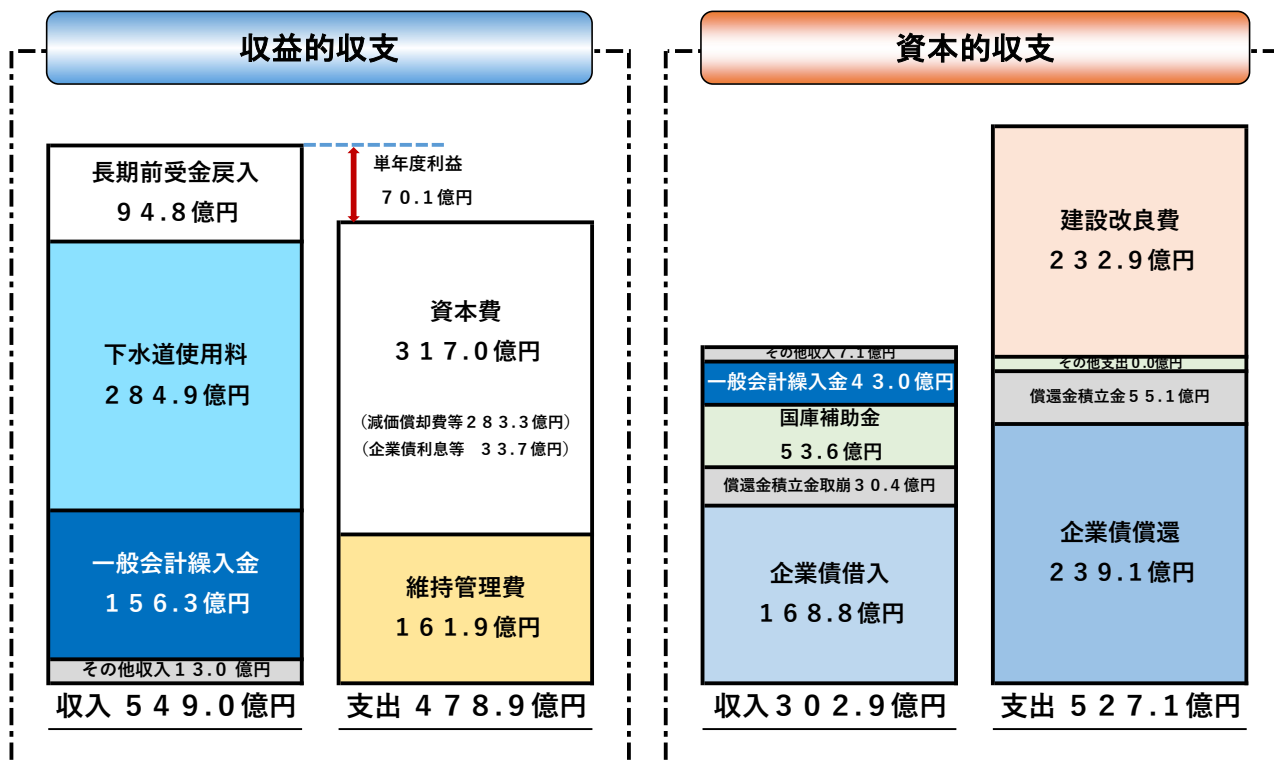 収益的収支
長期前受金戻入
９４.８億円
下水道使用料
２８４.９億円
一般会計繰入金
１５６.３億円
その他収入１３.０ 億円
収入 ５４９.０億円
単年度利益
７０.１億円
資本費
３１７.０億円
（減価償却費等２８３.３億円）
（企業債利息等　３３.７億円）
維持管理費
１６１.９億円
支出 ４７８.９億円
資本的収支
その他収入７.１億円
一般会計繰入金４３.０億円
国庫補助金
５３.６億円
償還金積立金取崩３０.４億円
企業債借入
１６８.８億円
収入３０２.９億円
建設改良費
２３２.９億円
その他支出０.０億円
償還金積立金５５.１億円
企業債償還
２３９.１億円
支出 ５２７.１億円